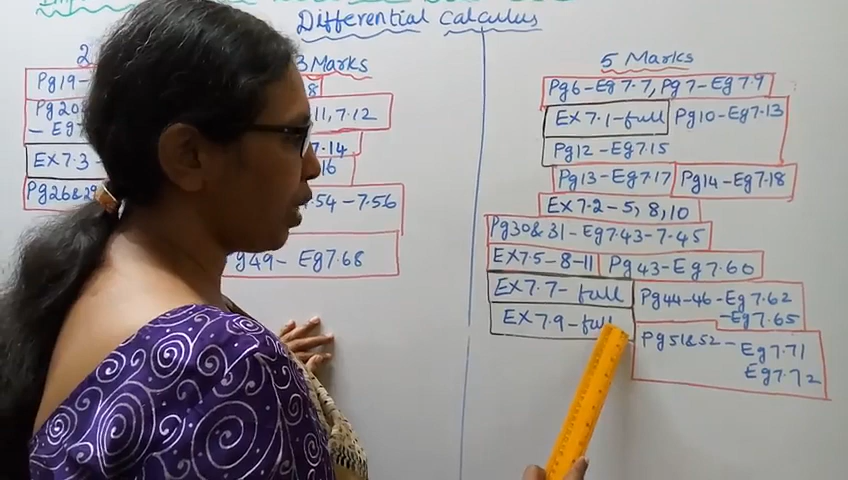 Differential Calculus
2
Pg19-
Pg20
- Eg
Ex7.3-
Pg26&29
3 Marks
8
11, 7.12
7.14
16
.54 - 7.56
g49- Eg7.68
5 Marks
Pg6-Eg7.7, Pg7-Eg7.9
Ex7.1-full Pg10-Eg7.13
Pg12-Eg7.15
Pg13-Eg7.17 Pg14-Eg7.18
Ex7.2-5, 8, 10
Pg30&31-Eg7.43-7.45
Ex7.5-8-11 Pg43-Eg7.60
Ex7.7-full Pg44-46-Eg7.62
-Eg7.65
Ex7.9-full Pg51&52-Eg7.71
Eg7.72